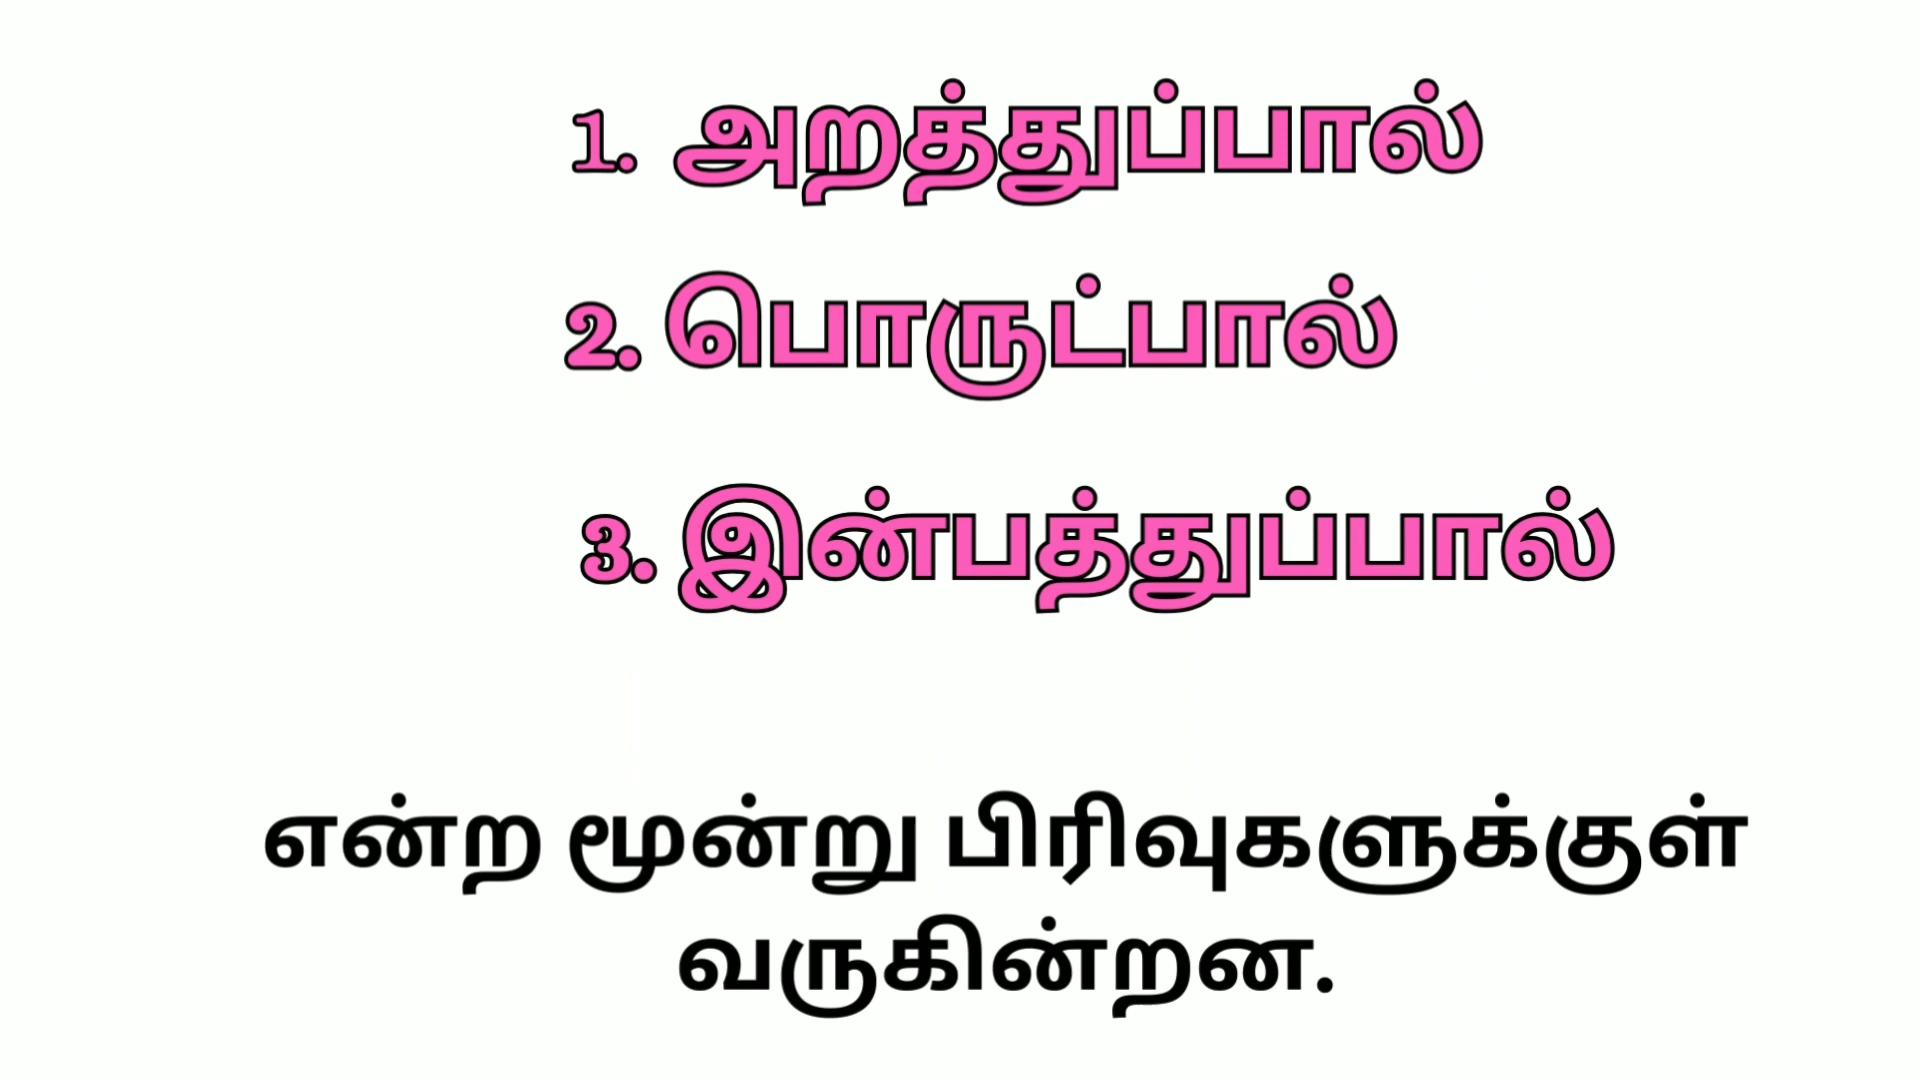 1. அறத்துப்பால்
2. பொருட்பால்
3. இன்பத்துப்பால்
என்ற மூன்று பிரிவுகளுக்குள்
வருகின்றன.